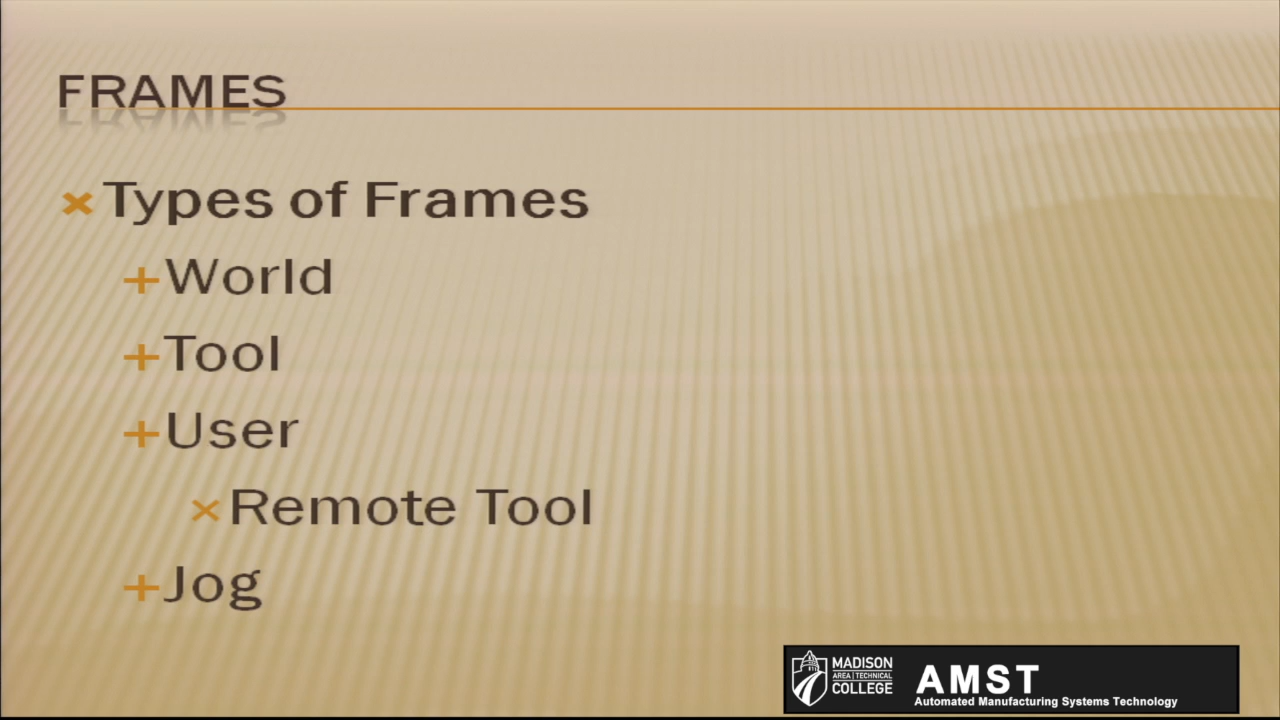 FRAMES
Types of Frames
World
Tool
User
Remote Tool
Jog
MADISON
AREA | TECHNICAL
COLLEGE
AMST
Automated Manufacturing Systems Technology